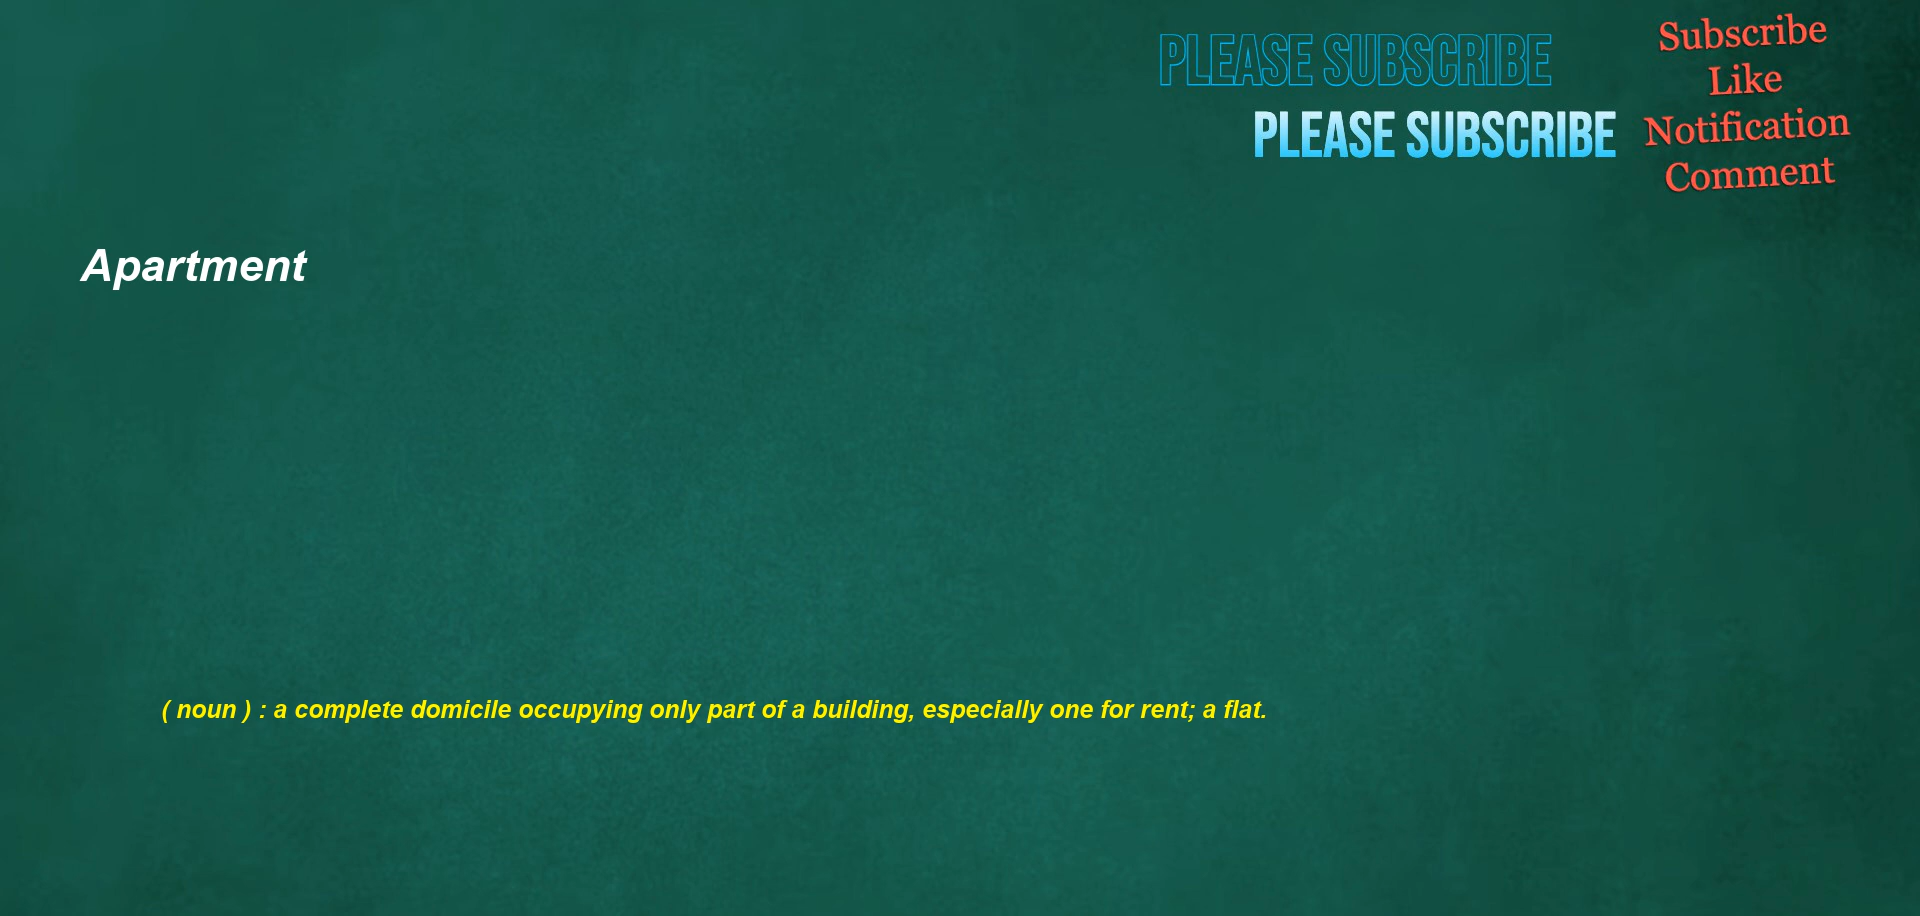 PLEASE SUBSCRIBE
PLEASE SUBSCRIBE
Subscribe
Like
Notification
Comment
Apartment
( noun ) : a complete domicile occupying only part of a building, especially one for rent; a flat.